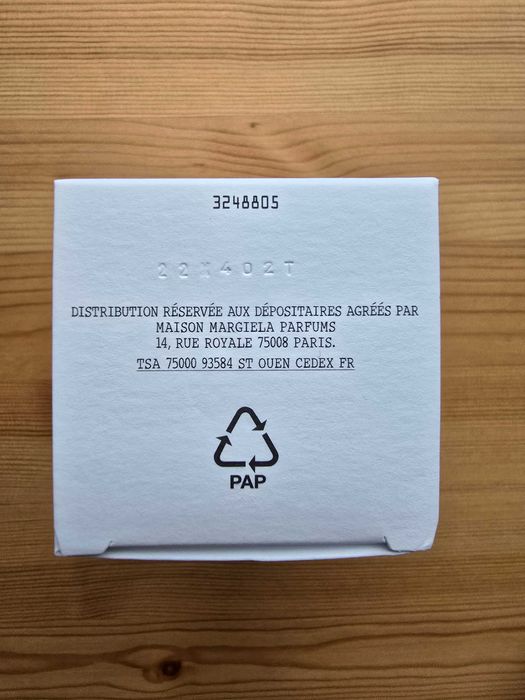 3248805
22X402T
DISTRIBUTION RÉSERVÉE AUX DÉPOSITAIRES AGRÉÉS PAR
MAISON MARGIELA PARFUMS
14, RUE ROYALE 75008 PARIS.
TSA 75000 93584 ST OUEN CEDEX FR
PAP